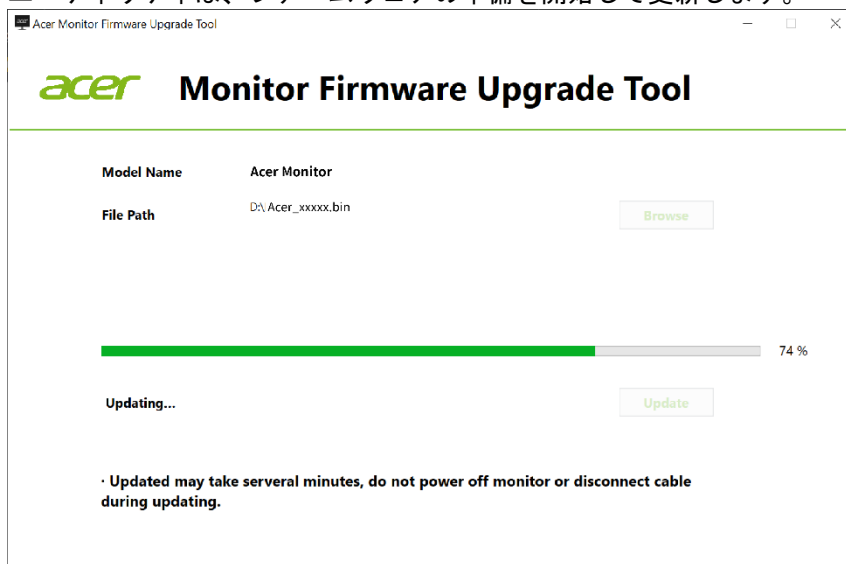 Acer Monitor Firmware Upgrade Tool
acer Monitor Firmware Upgrade Tool
Model Name Acer Monitor
File Path D:\ Acer_xxxxx.bin Browse
74 %
Updating... Update
· Updated may take serveral minutes, do not power off monitor or disconnect cable
during updating.